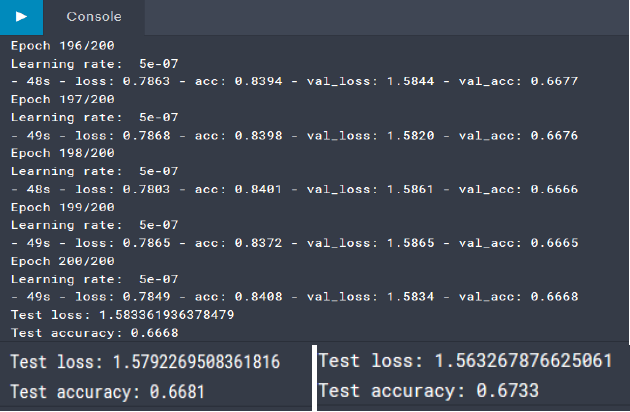 Console
Epoch 196/200
Learning rate:  5e-07
- 48s - loss: 0.7863 - acc: 0.8394 - val_loss: 1.5844 - val_acc: 0.6677
Epoch 197/200
Learning rate:  5e-07
- 49s - loss: 0.7868 - acc: 0.8398 - val_loss: 1.5820 - val_acc: 0.6676
Epoch 198/200
Learning rate:  5e-07
- 48s - loss: 0.7803 - acc: 0.8401 - val_loss: 1.5861 - val_acc: 0.6666
Epoch 199/200
Learning rate:  5e-07
- 49s - loss: 0.7865 - acc: 0.8372 - val_loss: 1.5865 - val_acc: 0.6665
Epoch 200/200
Learning rate:  5e-07
- 49s - loss: 0.7849 - acc: 0.8408 - val_loss: 1.5834 - val_acc: 0.6668
Test loss: 1.583361936378479
Test accuracy: 0.6668
Test loss: 1.5792269508361816
Test accuracy: 0.6681
Test loss: 1.563267876625061
Test accuracy: 0.6733